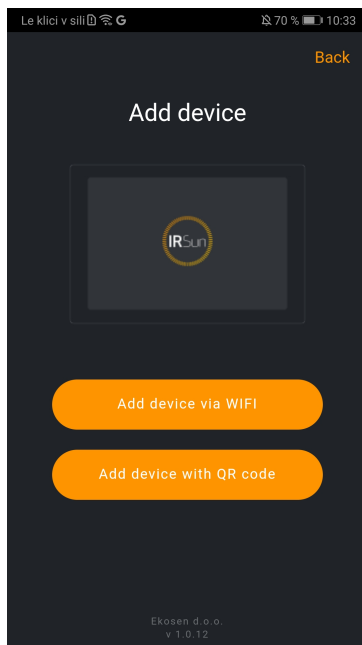 Le klici v sili G 70 % 10:33
Back
Add device
IRSun
Add device via WIFI
Add device with QR code
Ekosen d.o.o.
v 1.0.12